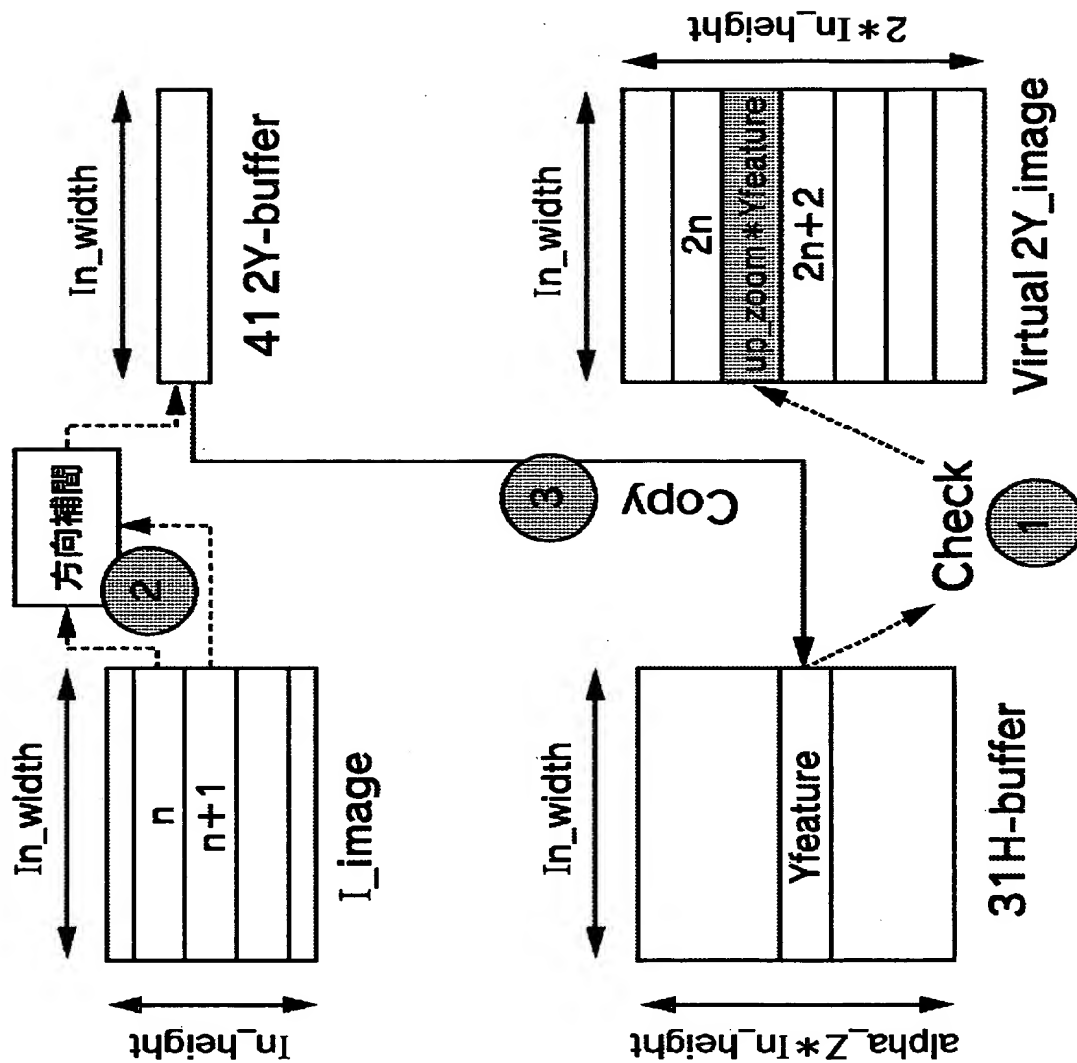 In_width
In_height
n
n+1
I_image
方向補間
2
In_width
41 2Y-buffer
3
Copy
In_width
alpha_Z*In_height
Yfeature
31H-buffer
Check
1
In_width
2*In_height
2n
up_zoom*Yfeature
2n+2
Virtual 2Y_image